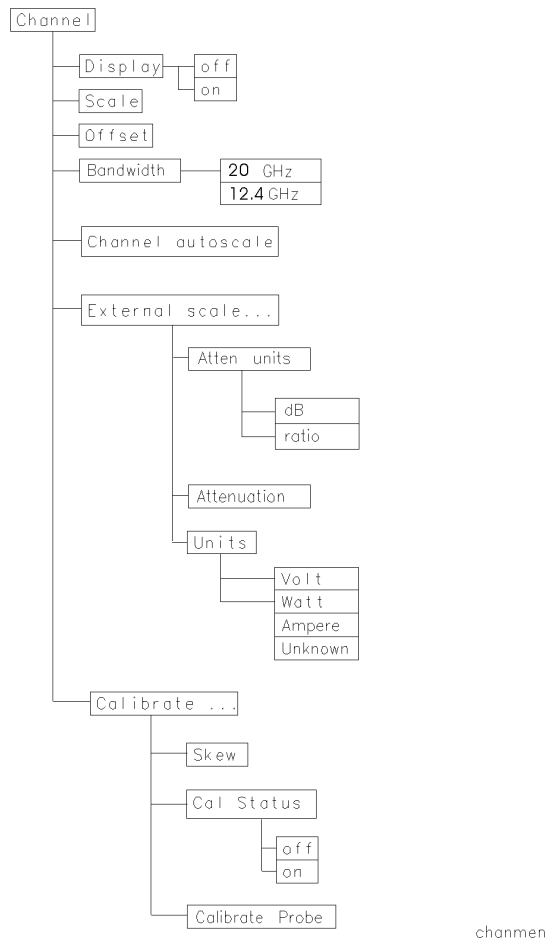 Channel
Display
off
on
Scale
Offset
Bandwidth
20 GHz
12.4 GHz
Channel autoscale
External scale...
Atten units
dB
ratio
Attenuation
Units
Volt
Watt
Ampere
Unknown
Calibrate ...
Skew
Cal Status
off
on
Calibrate Probe
chanmen